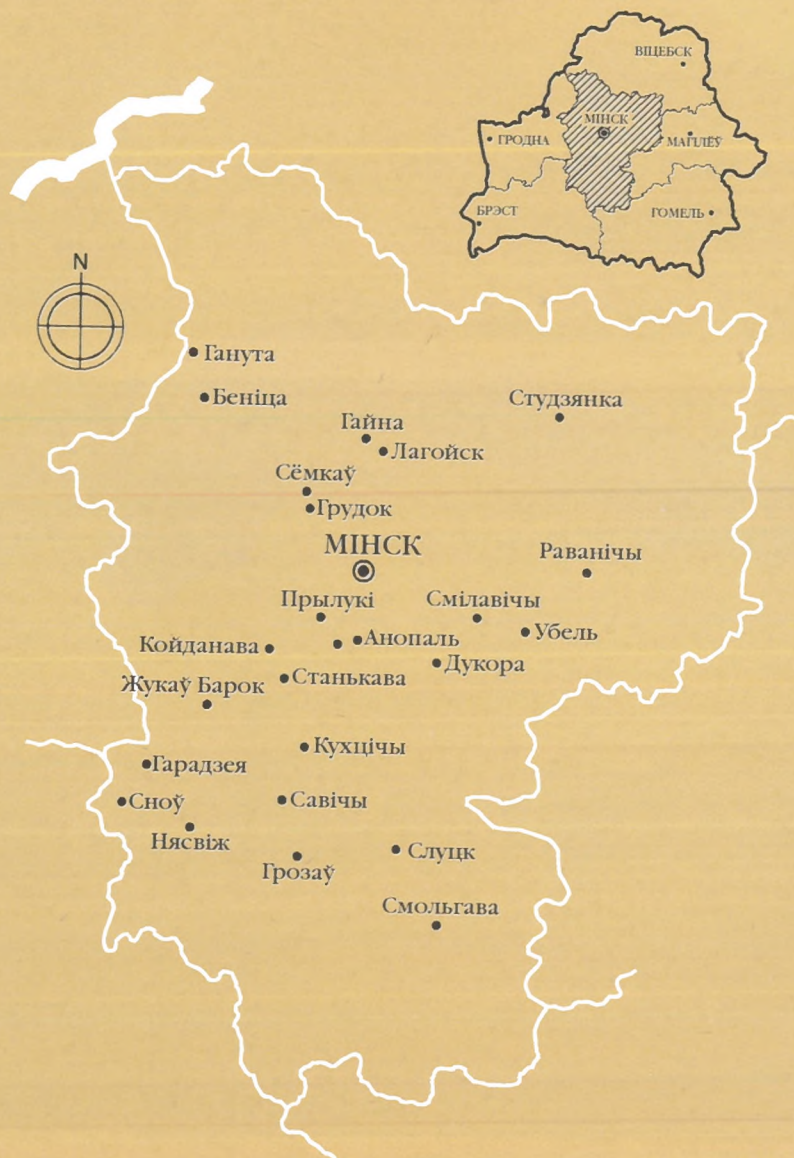 ВІЦЕБСК
МІНСК
ГРОДНА
МАГІЛЁЎ
БРЭСТ
ГОМЕЛЬ
N
Ганута
Беніца
Студзянка
Гайна
Лагойск
Сёмкаў
Грудок
МІНСК
Раванічы
Прылукі
Смілавічы
Убель
Анопаль
Койданава
Дукора
Станькава
Жукаў Барок
Кухцічы
Гарадзея
Сноў
Савічы
Нясвіж
Слуцк
Грозаў
Смольгава